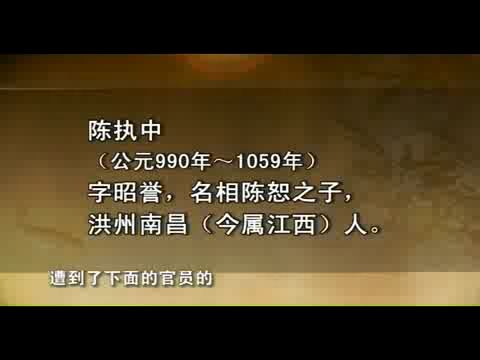 陈执中
（公元990年～1059年）
字昭誉，名相陈恕之子，
洪州南昌（今属江西）人。
遭到了下面的官员的